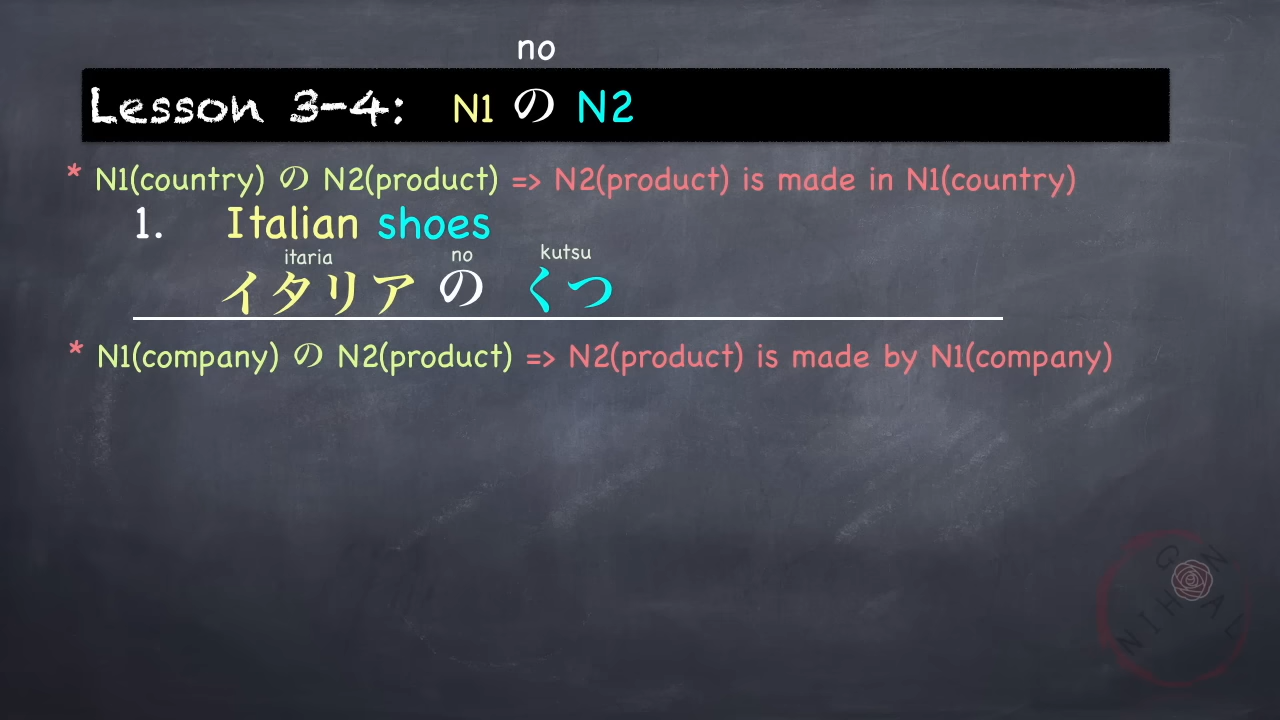 no
Lesson 3-4: N1 の N2
* N1(country) の N2(product) => N2(product) is made in N1(country)
1. Italian shoes
itaria no kutsu
イタリア の くつ
* N1(company) の N2(product) => N2(product) is made by N1(company)